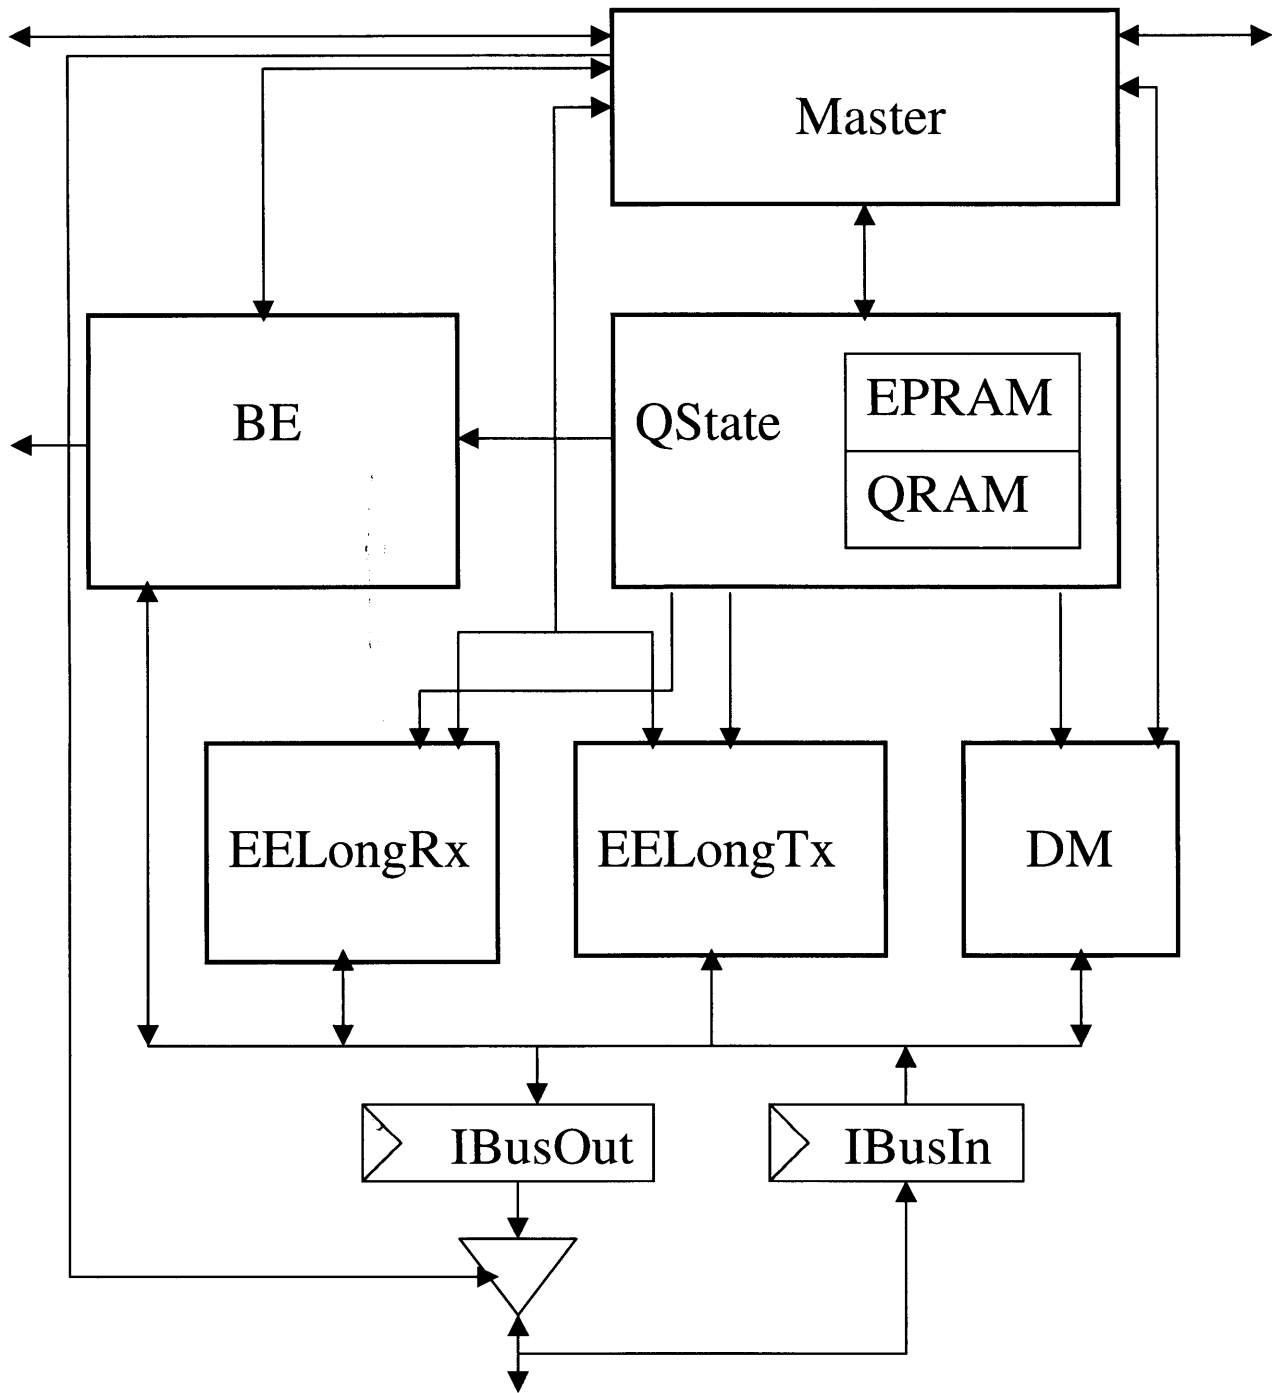 Master
BE
QState
EPRAM
QRAM
EELongRx
EELongTx
DM
IBusOut
IBusIn